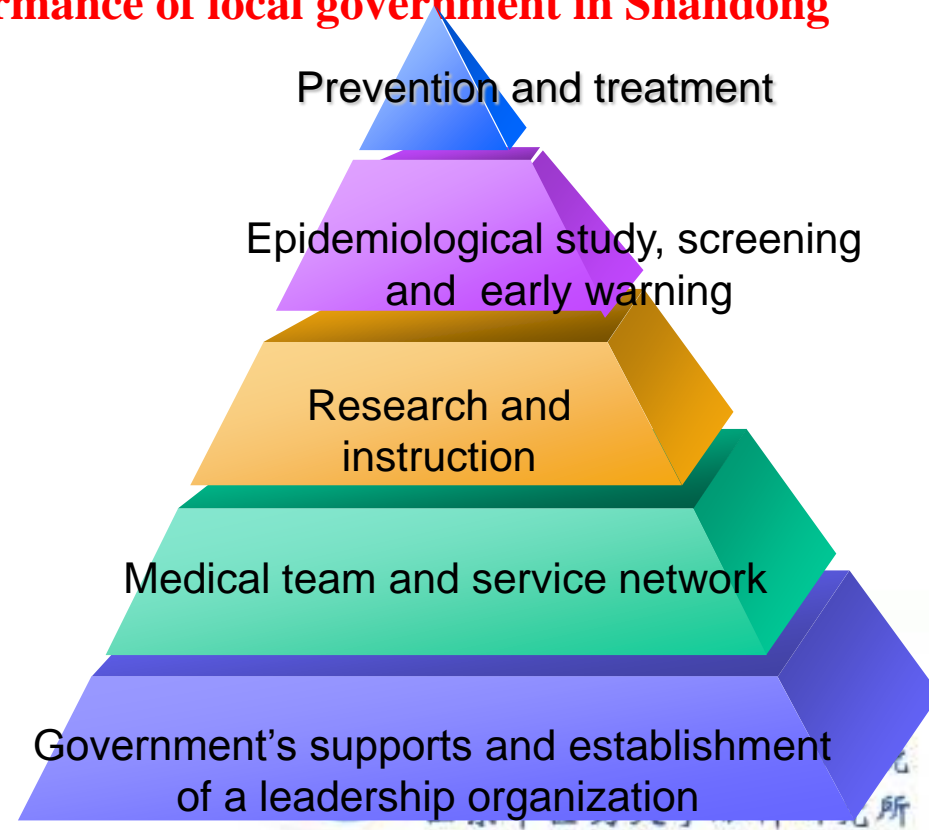 of local government in Shandong
Prevention and treatment
Epidemiological study, screening
and early warning
Research and
instruction
Medical team and service network
Government’s supports and establishment
of a leadership organization
所